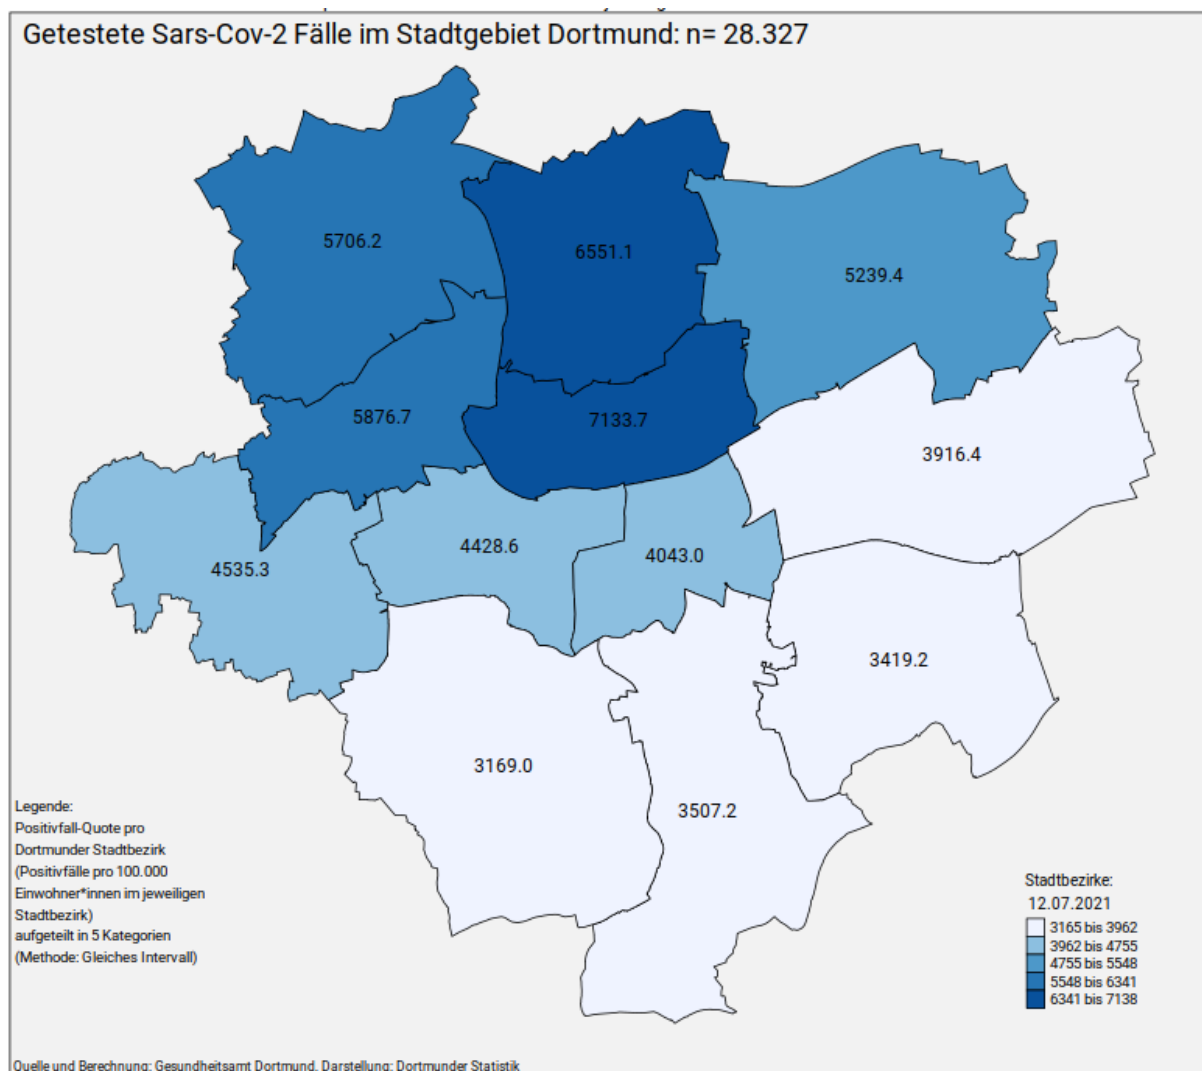 Getestete Sars-Cov-2 Fälle im Stadtgebiet Dortmund: n= 28.327
5706.2
6551.1
5239.4
5876.7
7133.7
3916.4
4535.3
4428.6
4043.0
3419.2
3169.0
3507.2
Legende:
Positivfall-Quote pro
Dortmunder Stadtbezirk
(Positivfälle pro 100.000
Einwohner*innen im jeweiligen
Stadtbezirk)
aufgeteilt in 5 Kategorien
(Methode: Gleiches Intervall)
Stadtbezirke:
12.07.2021
3165 bis 3962
3962 bis 4755
4755 bis 5548
5548 bis 6341
6341 bis 7138
Quelle und Berechnung: Gesundheitsamt Dortmund, Darstellung: Dortmunder Statistik